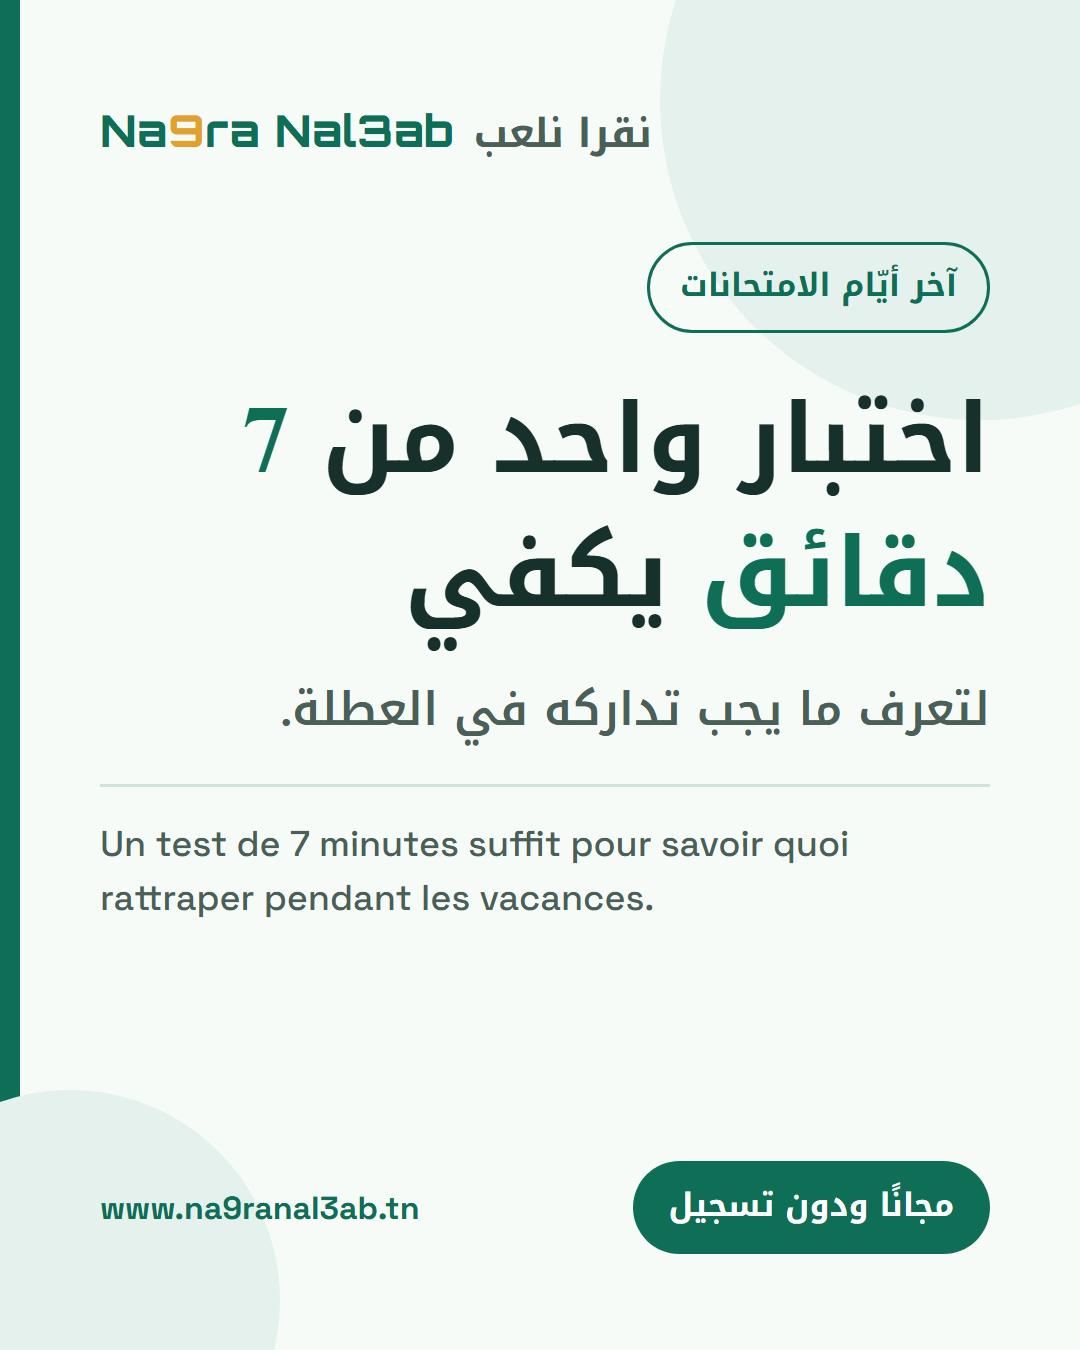 Na9ra Nal3ab نقرا نلعب
آخر أيّام الامتحانات
اختبار واحد من 7
دقائق يكفي
لتعرف ما يجب تداركه في العطلة.
Un test de 7 minutes suffit pour savoir quoi
rattraper pendant les vacances.
www.na9ranal3ab.tn
مجانًا ودون تسجيل